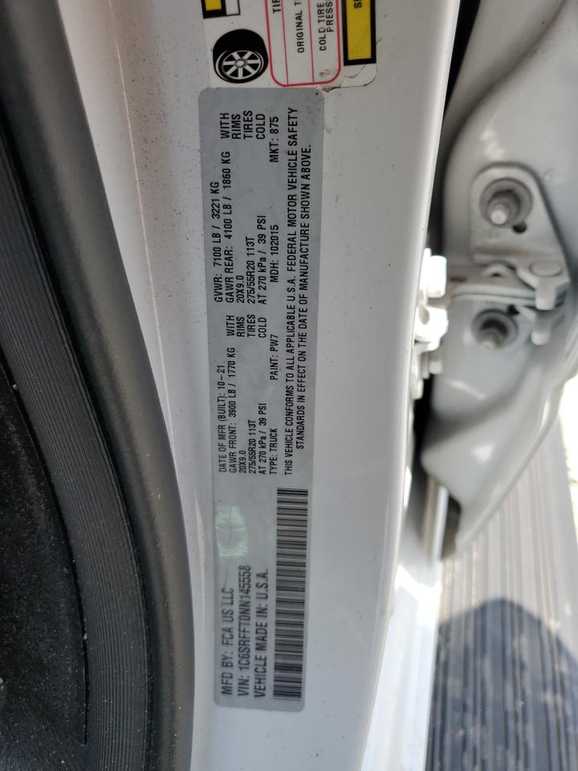 TIRE
ORIGINAL T
COLD TIRE
PRESS
MFD BY: FCA US LLC
VIN: 1C6SRFFT0NN145558
VEHICLE MADE IN: U.S.A.
DATE OF MFR (BUILT): 10-21 GVWR: 7100 LB / 3221 KG
GAWR FRONT: 3900 LB / 1770 KG WITH GAWR REAR: 4100 LB / 1860 KG WITH
20X9.0 RIMS 20X9.0 RIMS
275/55R20 113T TIRES 275/55R20 113T TIRES
AT 270 kPa / 39 PSI COLD AT 270 kPa / 39 PSI COLD
TYPE: TRUCK PAINT: PW7 MDH: 102015 MKT: 875
THIS VEHICLE CONFORMS TO ALL APPLICABLE U.S.A. FEDERAL MOTOR VEHICLE SAFETY
STANDARDS IN EFFECT ON THE DATE OF MANUFACTURE SHOWN ABOVE.